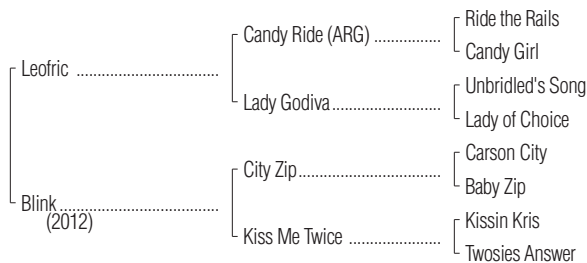 Ride the Rails
Candy Ride (ARG) ..................
Candy Girl
Leofric ........................................
Unbridled's Song
Lady Godiva..............................
Lady of Choice
Carson City
City Zip.......................................
Baby Zip
Blink.............................................
(2012)
Kissin Kris
Kiss Me Twice ..........................
Twosies Answer